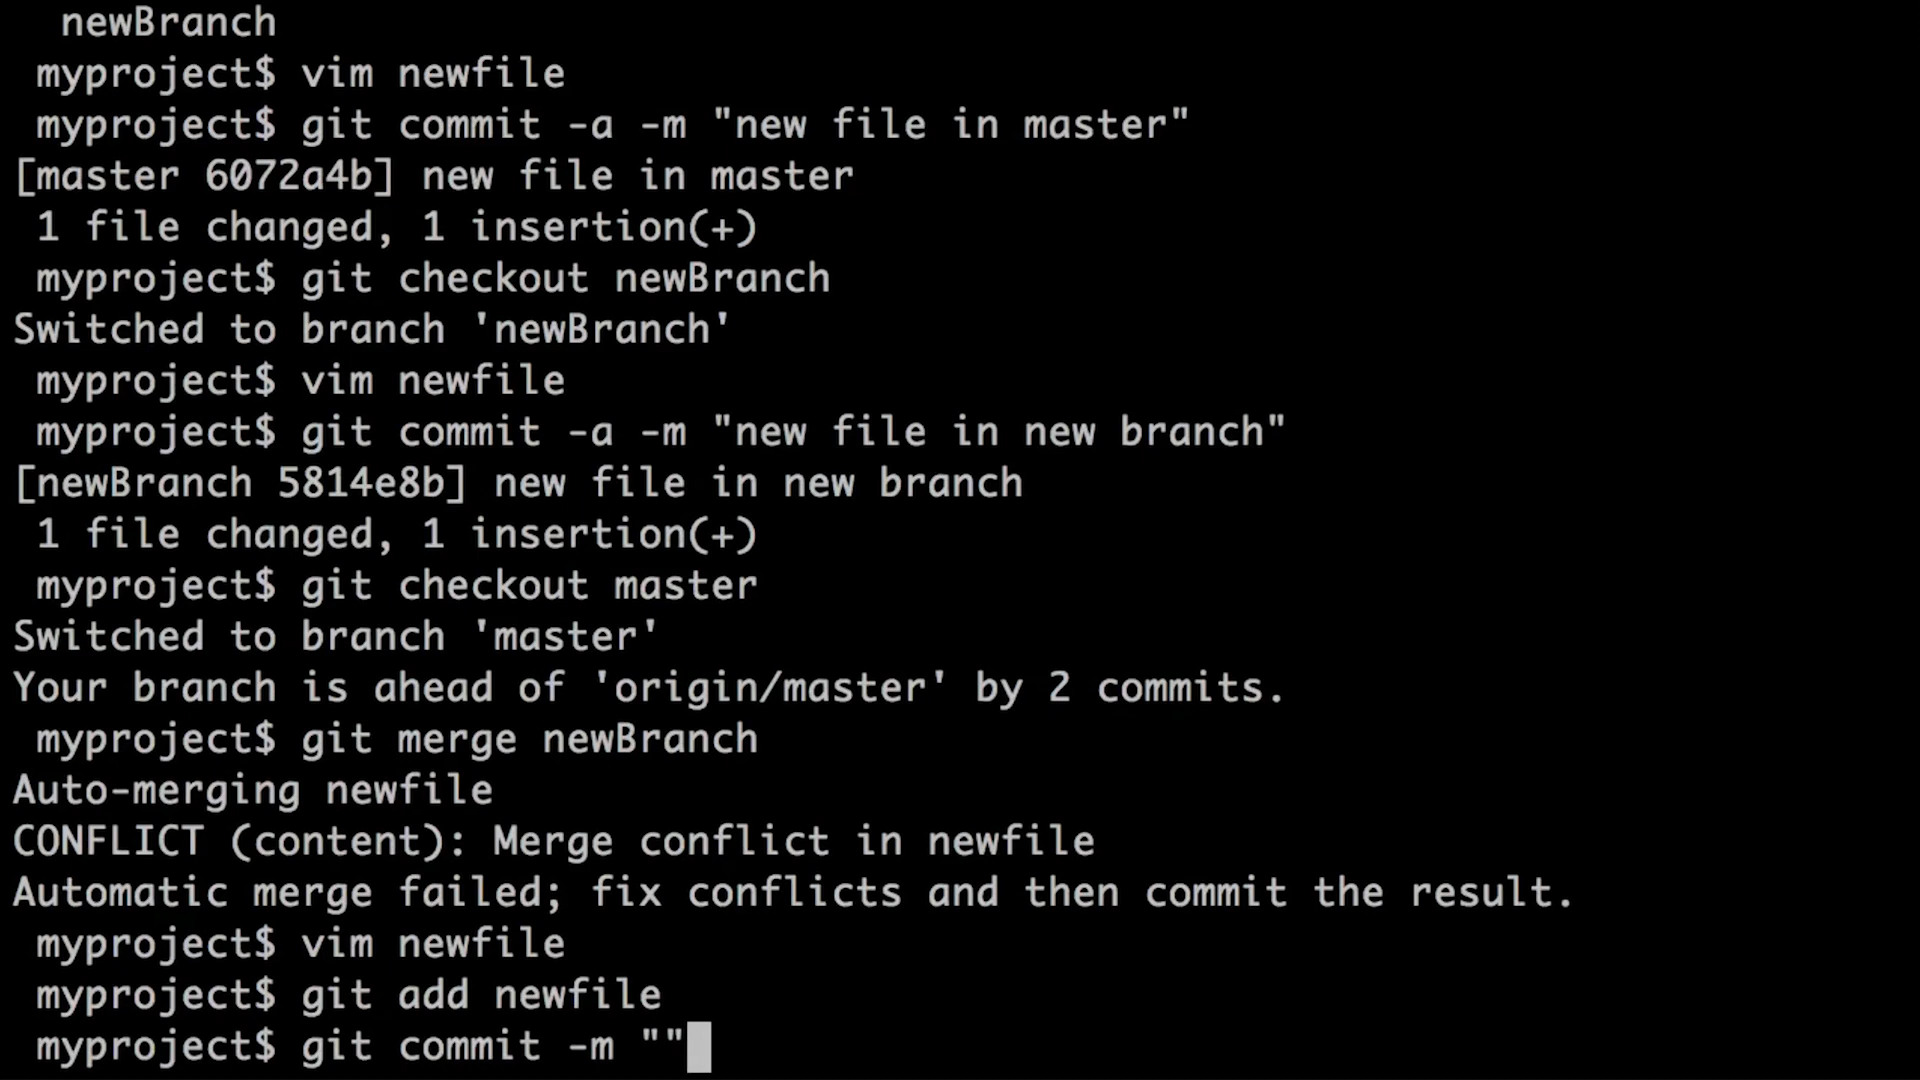 newBranch
myproject$ vim newfile
myproject$ git commit -a -m "new file in master"
[master 6072a4b] new file in master
1 file changed, 1 insertion(+)
myproject$ git checkout newBranch
Switched to branch 'newBranch'
myproject$ vim newfile
myproject$ git commit -a -m "new file in new branch"
[newBranch 5814e8b] new file in new branch
1 file changed, 1 insertion(+)
myproject$ git checkout master
Switched to branch 'master'
Your branch is ahead of 'origin/master' by 2 commits.
myproject$ git merge newBranch
Auto-merging newfile
CONFLICT (content): Merge conflict in newfile
Automatic merge failed; fix conflicts and then commit the result.
myproject$ vim newfile
myproject$ git add newfile
myproject$ git commit -m ""